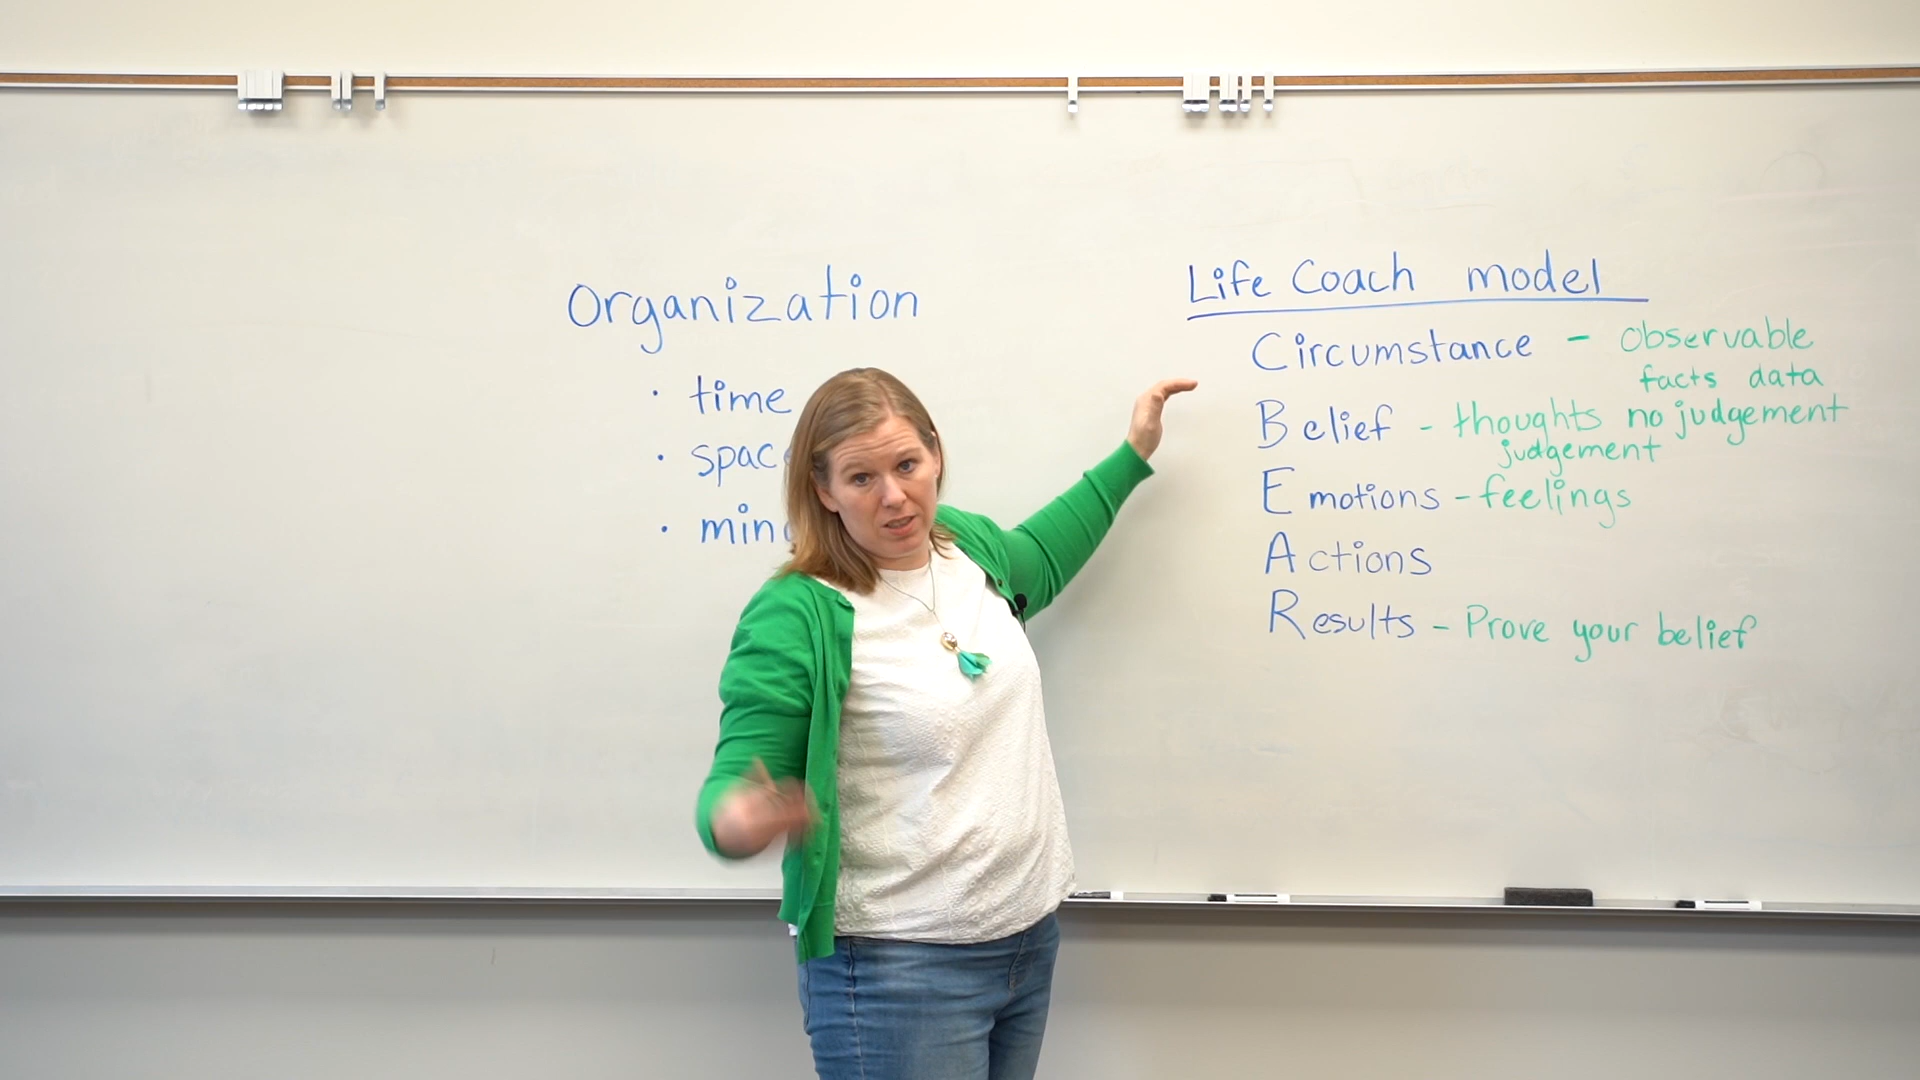 Organization
· time
· space
· mind
Life Coach model
Circumstance - Observable
facts data
no judgement
Belief - thoughts
judgement
Emotions - feelings
Actions
Results - Prove your belief